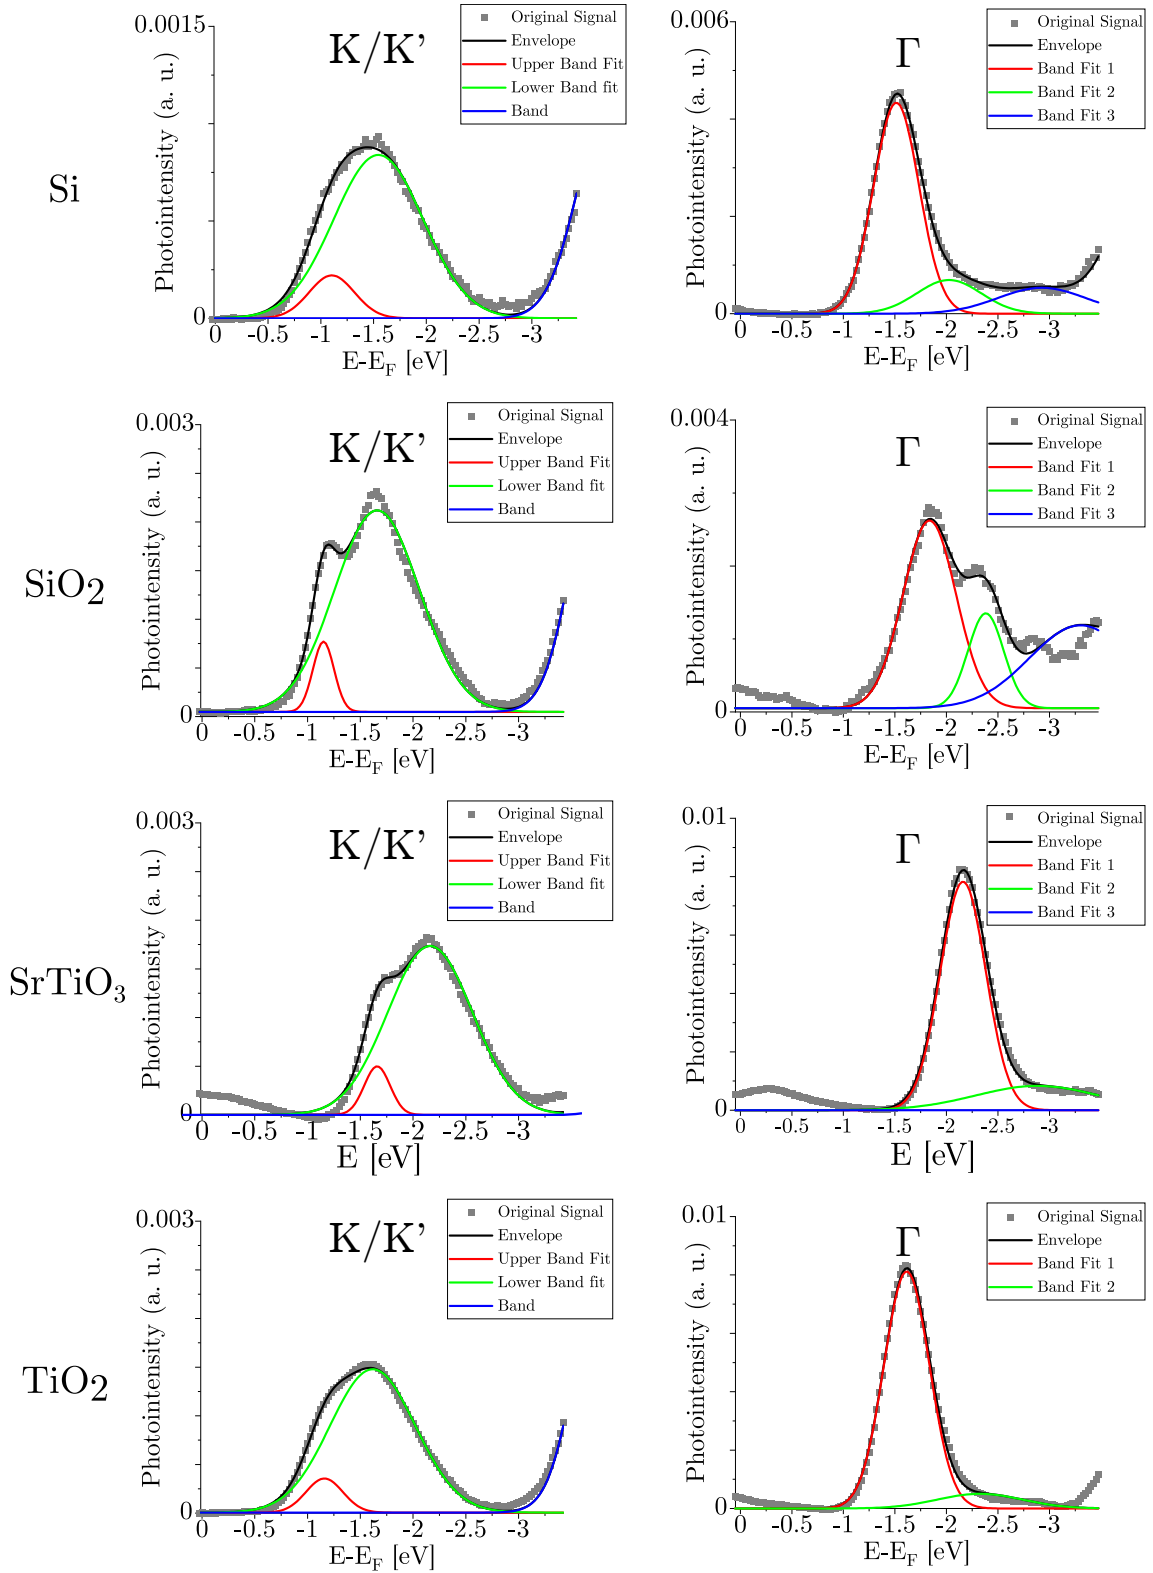 Si
0.0015
0
Photointensity (a. u.)
K/K'
Original Signal
Envelope
Upper Band Fit
Lower Band fit
Band
0 -0.5 -1 -1.5 -2 -2.5 -3
E-E_F [eV]
0.006
0
Photointensity (a. u.)
Γ
Original Signal
Envelope
Band Fit 1
Band Fit 2
Band Fit 3
0 -0.5 -1 -1.5 -2 -2.5 -3
E-E_F [eV]
SiO2
0.003
0
Photointensity (a. u.)
K/K'
Original Signal
Envelope
Upper Band Fit
Lower Band fit
Band
0 -0.5 -1 -1.5 -2 -2.5 -3
E-E_F [eV]
0.004
0
Photointensity (a. u.)
Γ
Original Signal
Envelope
Band Fit 1
Band Fit 2
Band Fit 3
0 -0.5 -1 -1.5 -2 -2.5 -3
E-E_F [eV]
SrTiO3
0.003
0
Photointensity (a. u.)
K/K'
Original Signal
Envelope
Upper Band Fit
Lower Band fit
Band
0 -0.5 -1 -1.5 -2 -2.5 -3
E [eV]
0.01
0
Photointensity (a. u.)
Γ
Original Signal
Envelope
Band Fit 1
Band Fit 2
Band Fit 3
0 -0.5 -1 -1.5 -2 -2.5 -3
E [eV]
TiO2
0.003
0
Photointensity (a. u.)
K/K'
Original Signal
Envelope
Upper Band Fit
Lower Band fit
Band
0 -0.5 -1 -1.5 -2 -2.5 -3
E-E_F [eV]
0.01
0
Photointensity (a. u.)
Γ
Original Signal
Envelope
Band Fit 1
Band Fit 2
0 -0.5 -1 -1.5 -2 -2.5 -3
E-E_F [eV]